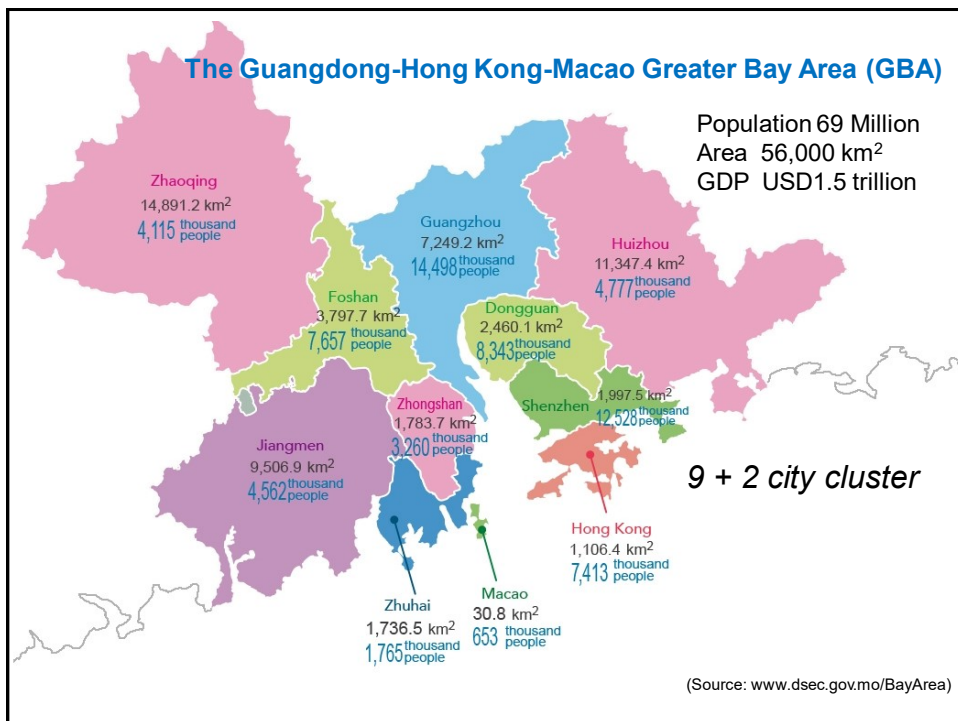 The Guangdong-Hong Kong-Macao Greater Bay Area (GBA)
Population 69 Million
Area 56,000 km²
GDP USD1.5 trillion
Zhaoqing
14,891.2 km²
4,115 thousand people
Guangzhou
7,249.2 km²
14,498 thousand people
Huizhou
11,347.4 km²
4,777 thousand people
Foshan
3,797.7 km²
7,657 thousand people
Dongguan
2,460.1 km²
8,343 thousand people
Shenzhen
1,997.5 km²
12,528 thousand people
Zhongshan
1,783.7 km²
3,260 thousand people
Jiangmen
9,506.9 km²
4,562 thousand people
9 + 2 city cluster
Hong Kong
1,106.4 km²
7,413 thousand people
Macao
30.8 km²
653 thousand people
Zhuhai
1,736.5 km²
1,765 thousand people
(Source: www.dsec.gov.mo/BayArea)